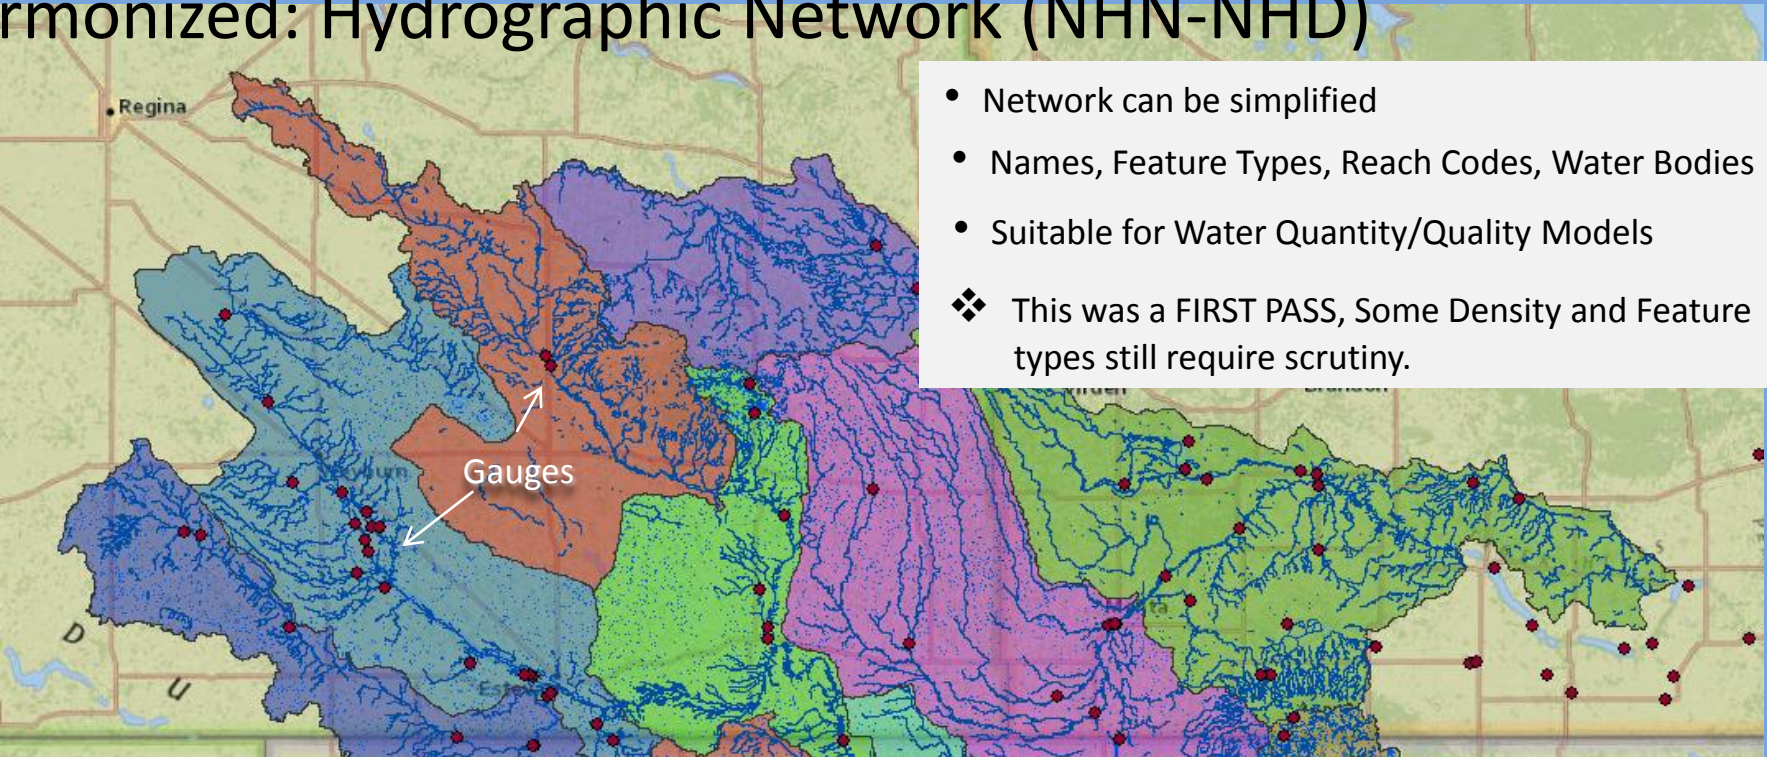 rmonized: Hydrographic Network (NHN-NHD)
Regina
• Network can be simplified
• Names, Feature Types, Reach Codes, Water Bodies
• Suitable for Water Quantity/Quality Models
❖ This was a FIRST PASS, Some Density and Feature
types still require scrutiny.
Gauges
D
U